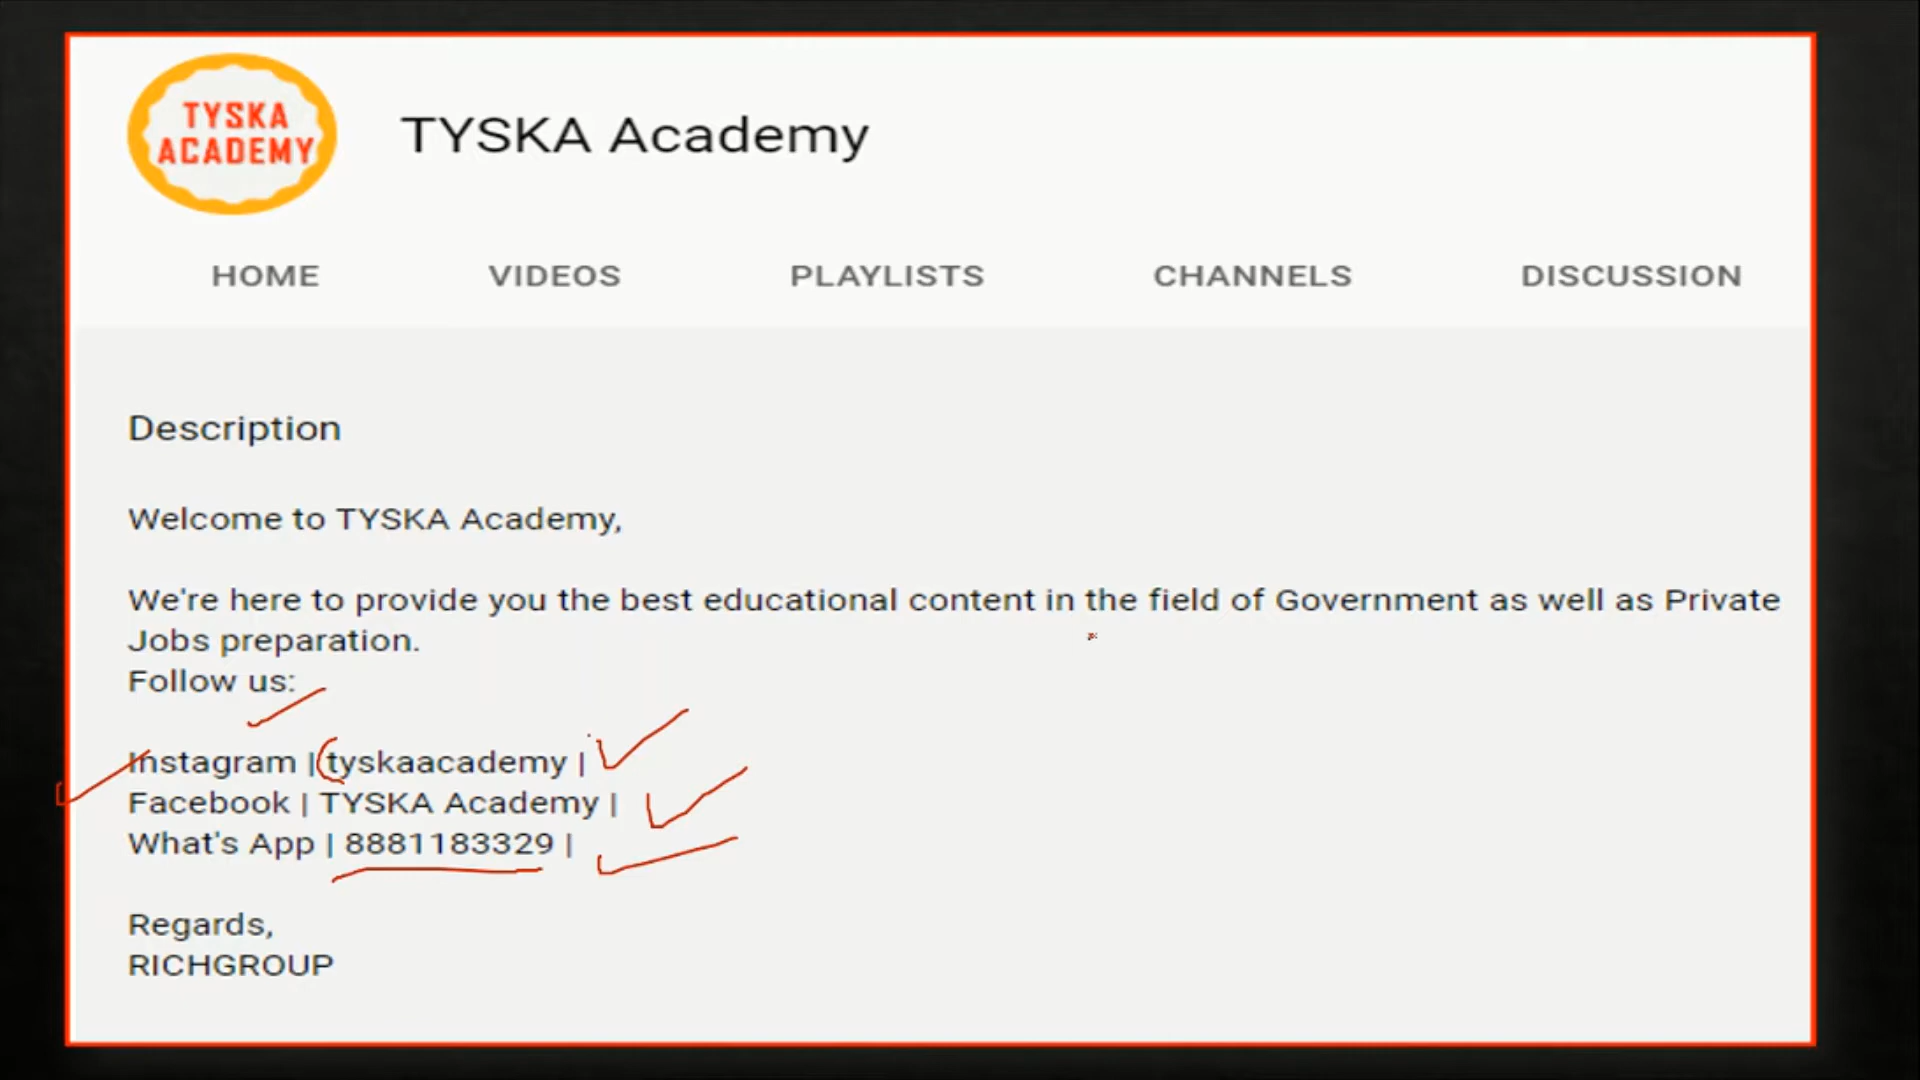 TYSKA
ACADEMY
TYSKA Academy
HOME VIDEOS PLAYLISTS CHANNELS DISCUSSION
Description
Welcome to TYSKA Academy,
We're here to provide you the best educational content in the field of Government as well as Private
Jobs preparation.
Follow us:
Instagram | tyskaacademy |
Facebook | TYSKA Academy |
What's App | 8881183329 |
Regards,
RICHGROUP